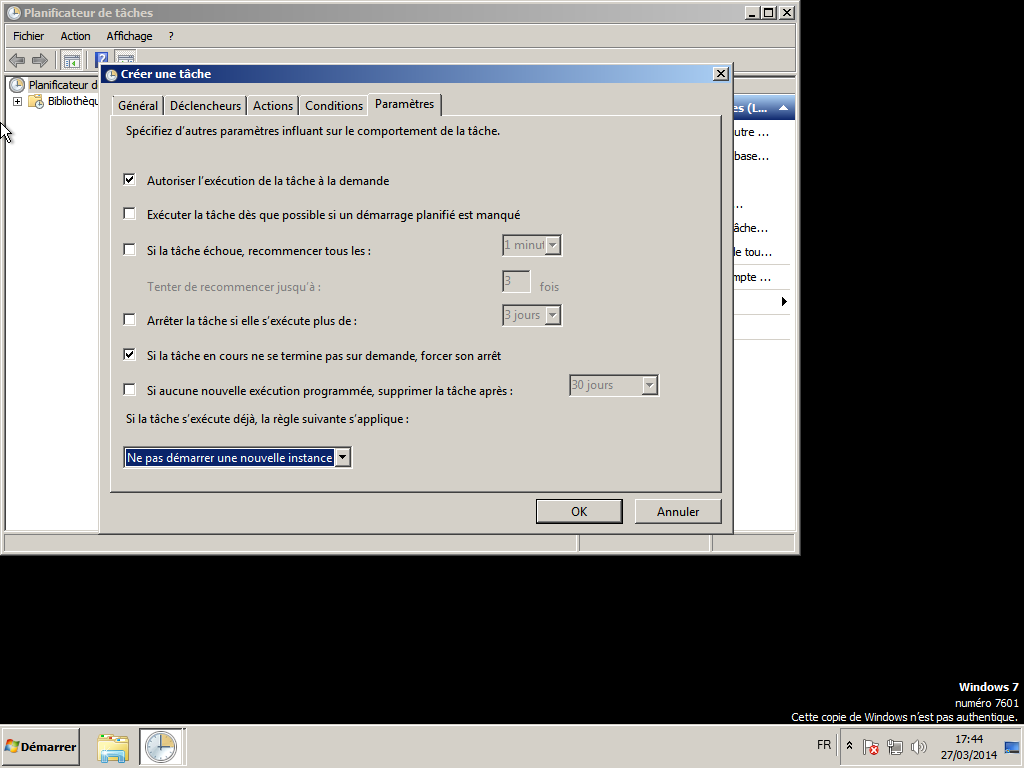 Planificateur de tâches
Fichier Action Affichage ?
Planificateur d
Bibliothèqu
Créer une tâche
Général Déclencheurs Actions Conditions Paramètres
Spécifiez d'autres paramètres influant sur le comportement de la tâche.
Autoriser l'exécution de la tâche à la demande
Exécuter la tâche dès que possible si un démarrage planifié est manqué
Si la tâche échoue, recommencer tous les : 1 minut
Tenter de recommencer jusqu'à : 3 fois
Arrêter la tâche si elle s'exécute plus de : 3 jours
Si la tâche en cours ne se termine pas sur demande, forcer son arrêt
Si aucune nouvelle exécution programmée, supprimer la tâche après : 30 jours
Si la tâche s'exécute déjà, la règle suivante s'applique :
Ne pas démarrer une nouvelle instance
OK Annuler
es (L...
utre ...
base...
...
âche...
le tou...
mpte ...
Windows 7
numéro 7601
Cette copie de Windows n'est pas authentique.
Démarrer
FR
17:44
27/03/2014